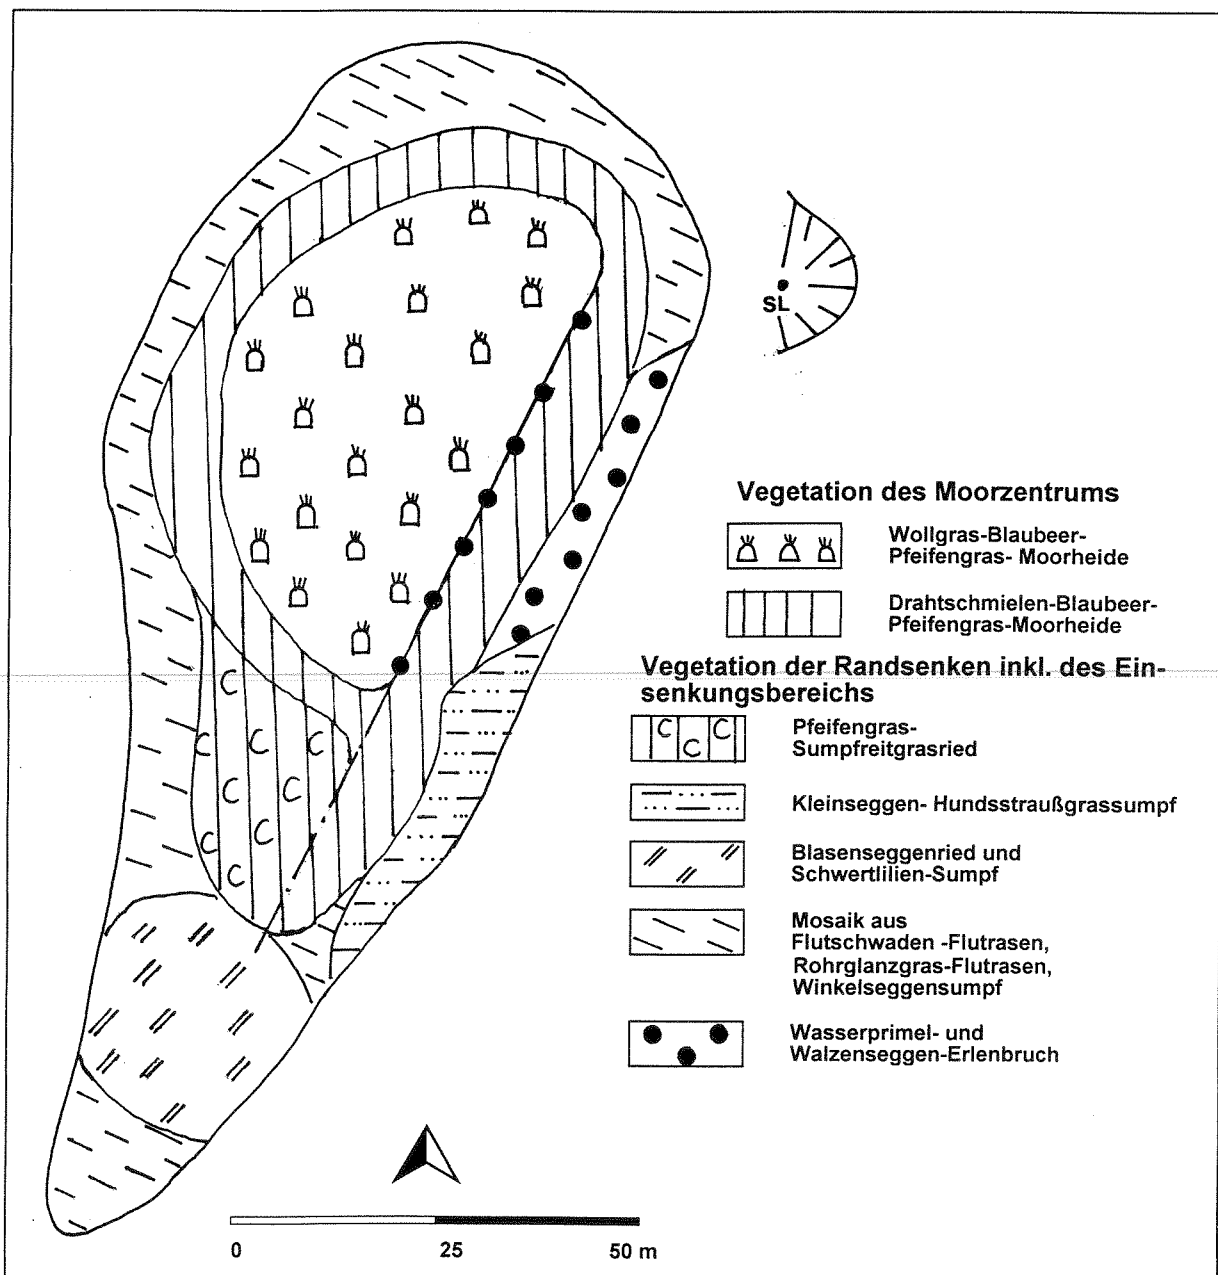 SL
Vegetation des Moorzentrums
Wollgras-Blaubeer-
Pfeifengras- Moorheide
Drahtschmielen-Blaubeer-
Pfeifengras-Moorheide
Vegetation der Randsenken inkl. des Ein-
senkungsbereichs
Pfeifengras-
Sumpfreitgrasried
Kleinseggen- Hundsstraußgrassumpf
Blasenseggenried und
Schwertlilien-Sumpf
Mosaik aus
Flutschwaden -Flutrasen,
Rohrglanzgras-Flutrasen,
Winkelseggensumpf
Wasserprimel- und
Walzenseggen-Erlenbruch
0 25 50 m